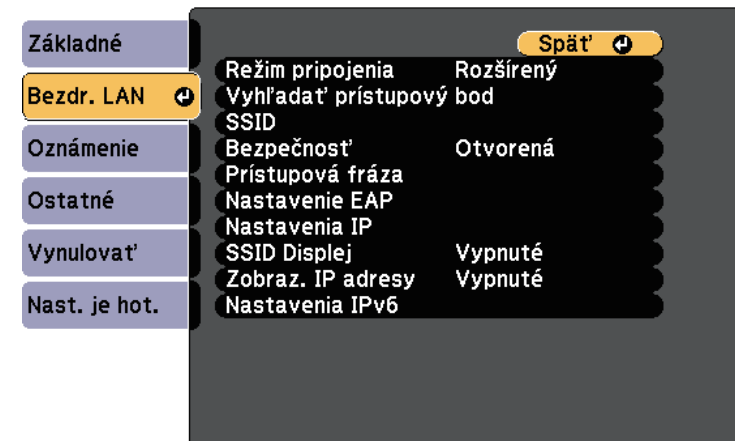 Základné
Bezdr. LAN
Oznámenie
Ostatné
Vynulovať
Nast. je hot.
Späť
Režim pripojenia Rozšírený
Vyhľadať prístupový bod
SSID
Bezpečnosť Otvorená
Prístupová fráza
Nastavenie EAP
Nastavenia IP
SSID Displej Vypnuté
Zobraz. IP adresy Vypnuté
Nastavenia IPv6